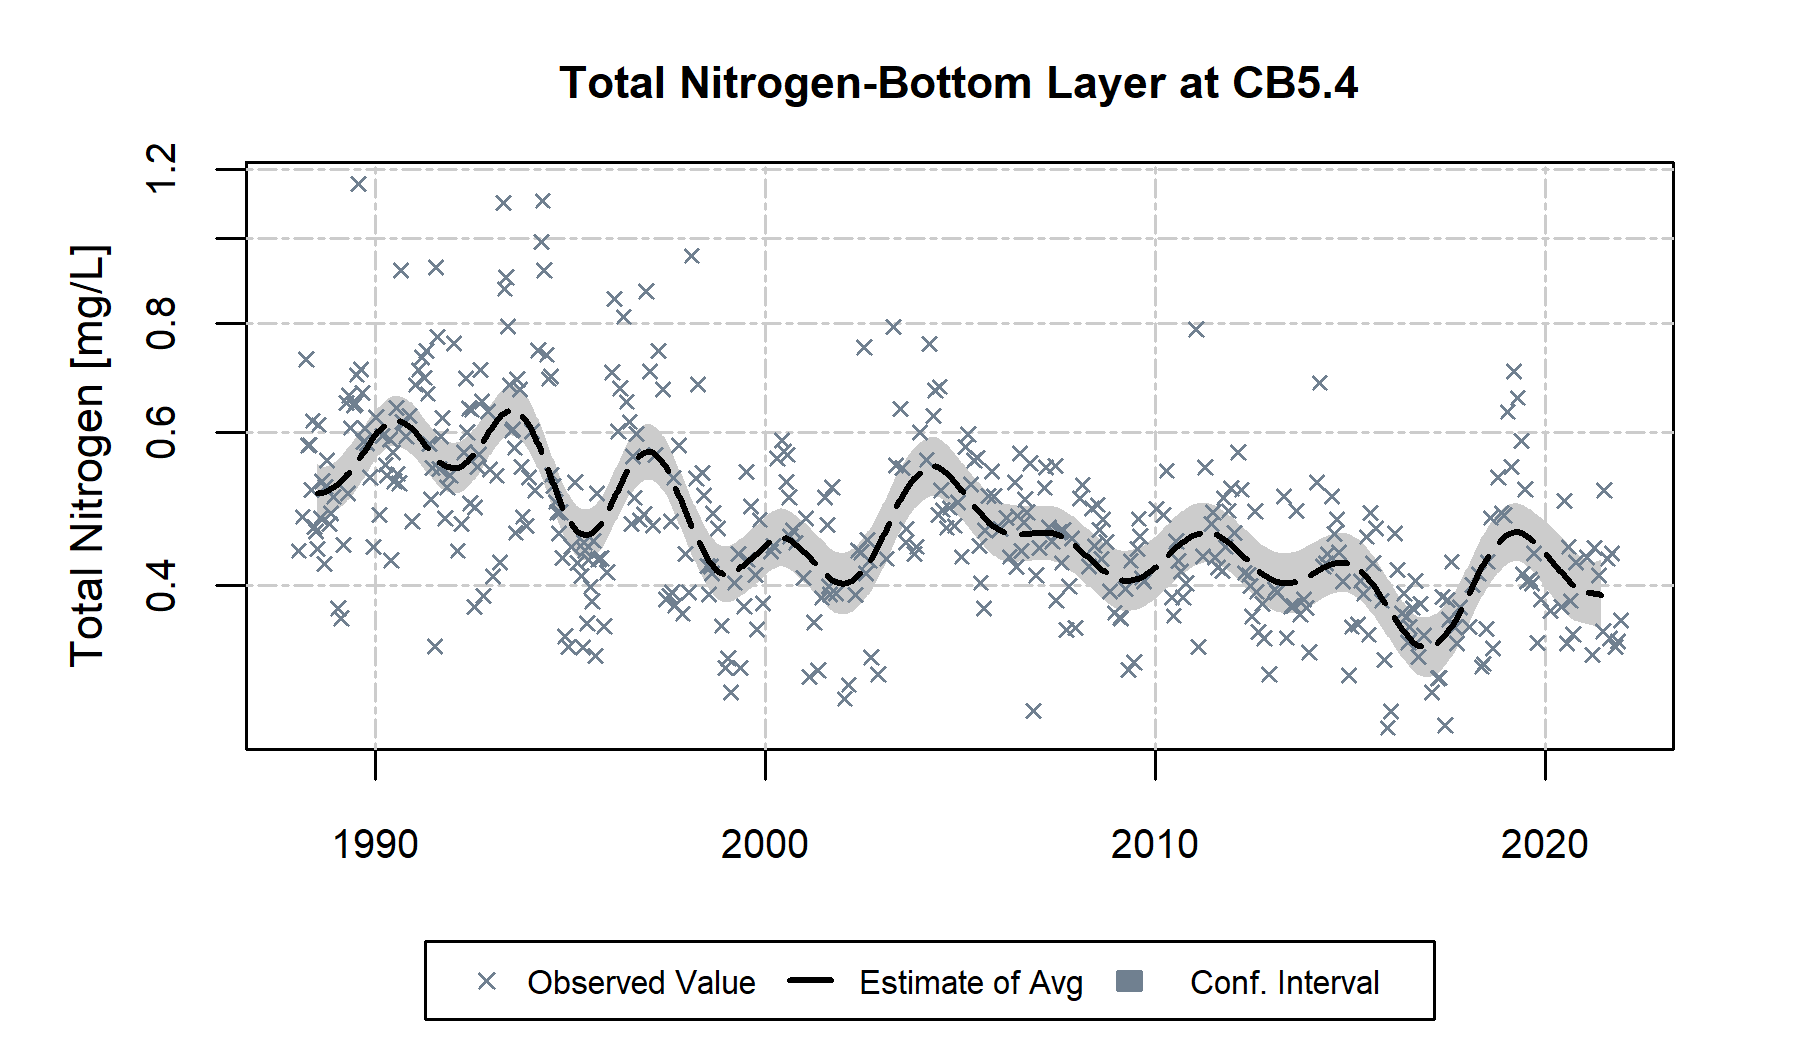 Total Nitrogen-Bottom Layer at CB5.4
Total Nitrogen [mg/L]
1.2
0.8
0.6
0.4
1990 2000 2010 2020
Observed Value Estimate of Avg Conf. Interval